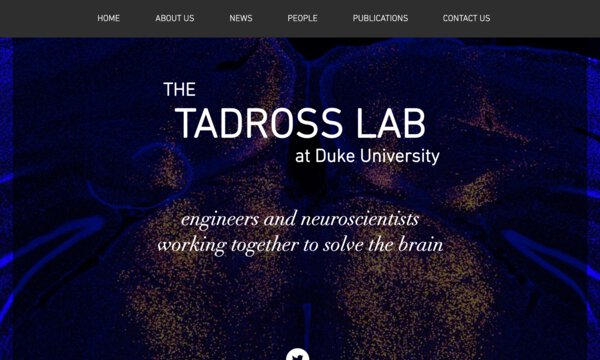 HOME ABOUT US NEWS PEOPLE PUBLICATIONS CONTACT US
THE
TADROSS LAB
at Duke University
engineers and neuroscientists
working together to solve the brain